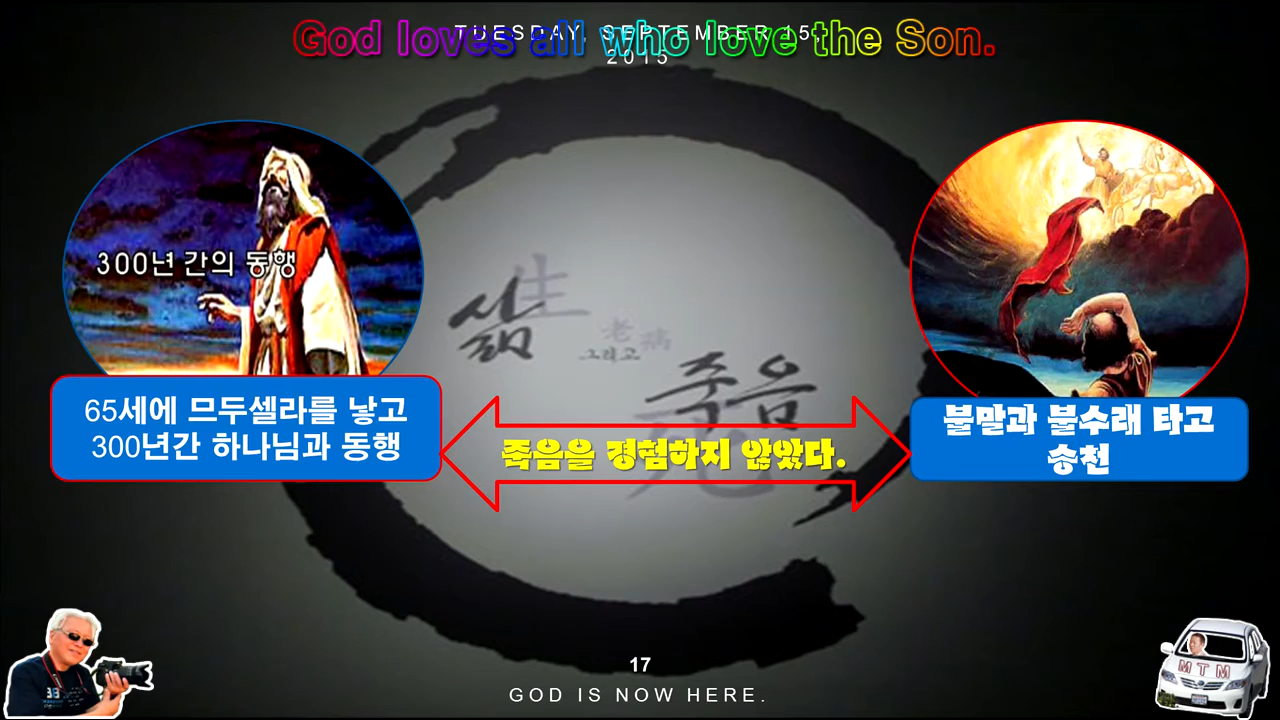 God loves all who love the Son.
TUESDAY, SEPTEMBER 15,
2015
300년 간의 동행
生
삶
老
病
그리고
죽음
死
65세에 므두셀라를 낳고
300년간 하나님과 동행
죽음을 경험하지 않았다.
불말과 불수레 타고
승천
MTM
17
GOD IS NOW HERE.